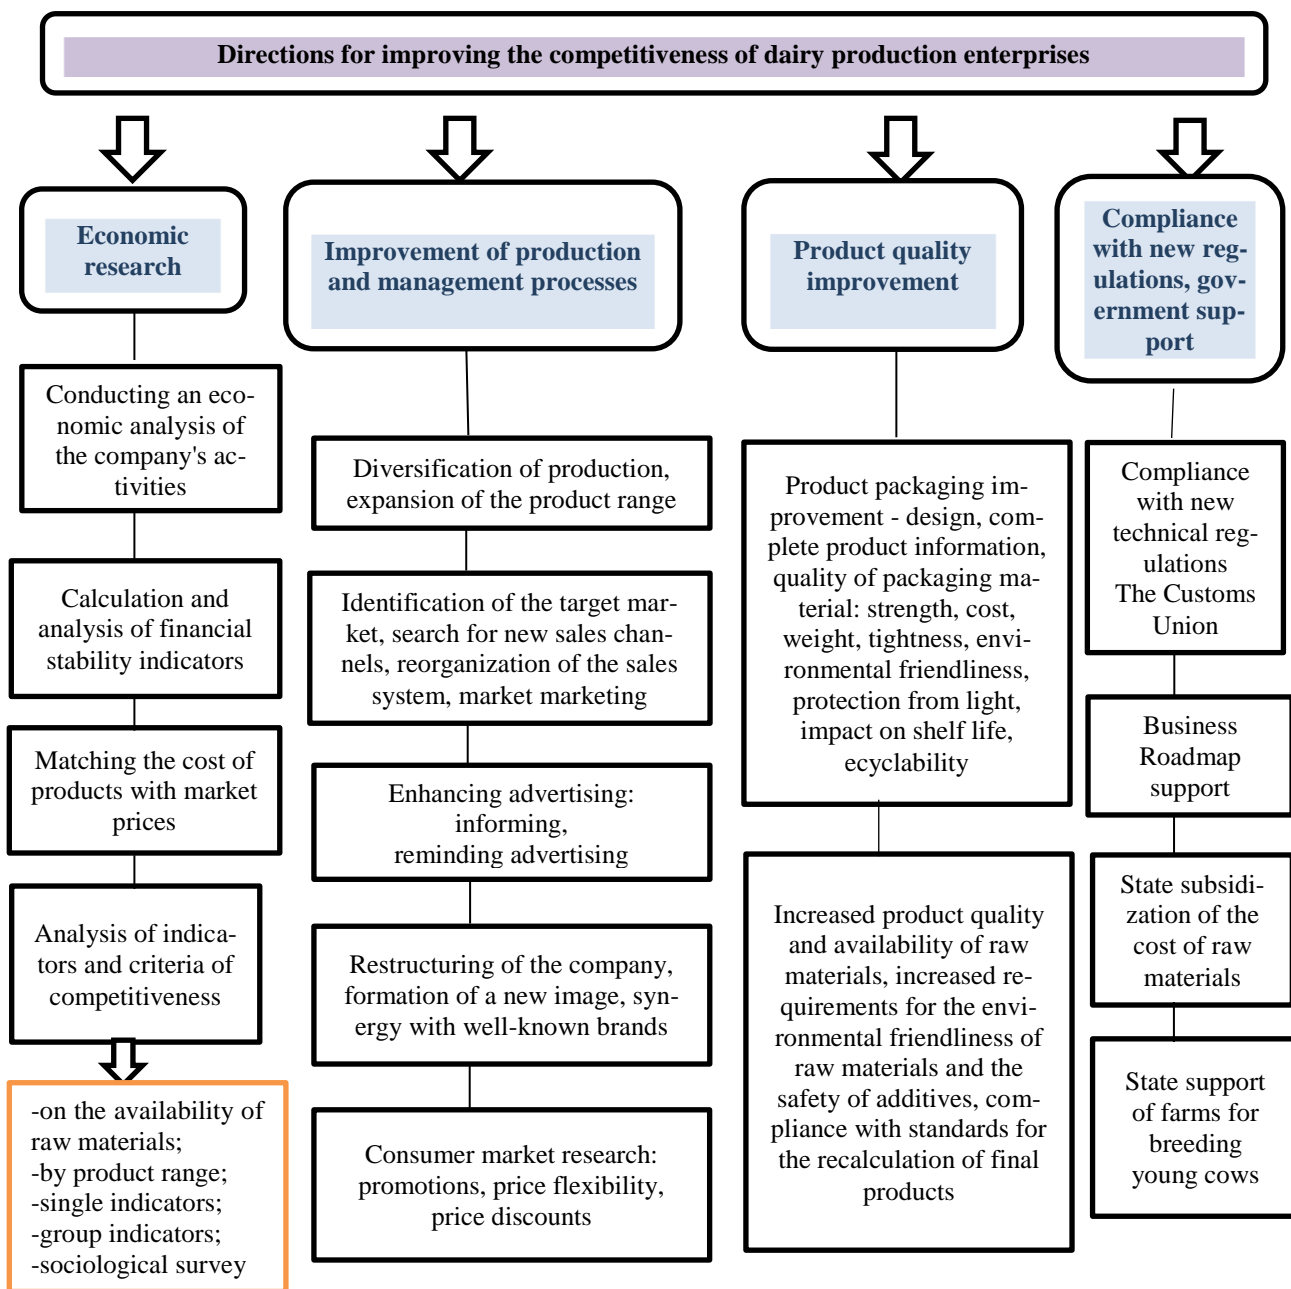 Directions for improving the competitiveness of dairy production enterprises
Economic
research
Conducting an eco-
nomic analysis of
the company's ac-
tivities
Calculation and
analysis of financial
stability indicators
Matching the cost of
products with market
prices
Analysis of indica-
tors and criteria of
competitiveness
-on the availability of
raw materials;
-by product range;
-single indicators;
-group indicators;
-sociological survey
Improvement of production
and management processes
Diversification of production,
expansion of the product range
Identification of the target mar-
ket, search for new sales chan-
nels, reorganization of the sales
system, market marketing
Enhancing advertising:
informing,
reminding advertising
Restructuring of the company,
formation of a new image, syn-
ergy with well-known brands
Consumer market research:
promotions, price flexibility,
price discounts
Product quality
improvement
Product packaging im-
provement - design, com-
plete product information,
quality of packaging ma-
terial: strength, cost,
weight, tightness, envi-
ronmental friendliness,
protection from light,
impact on shelf life,
ecyclability
Increased product quality
and availability of raw
materials, increased re-
quirements for the envi-
ronmental friendliness of
raw materials and the
safety of additives, com-
pliance with standards for
the recalculation of final
products
Compliance
with new reg-
ulations, gov-
ernment sup-
port
Compliance
with new
technical reg-
ulations
The Customs
Union
Business
Roadmap
support
State subsidi-
zation of the
cost of raw
materials
State support
of farms for
breeding
young cows